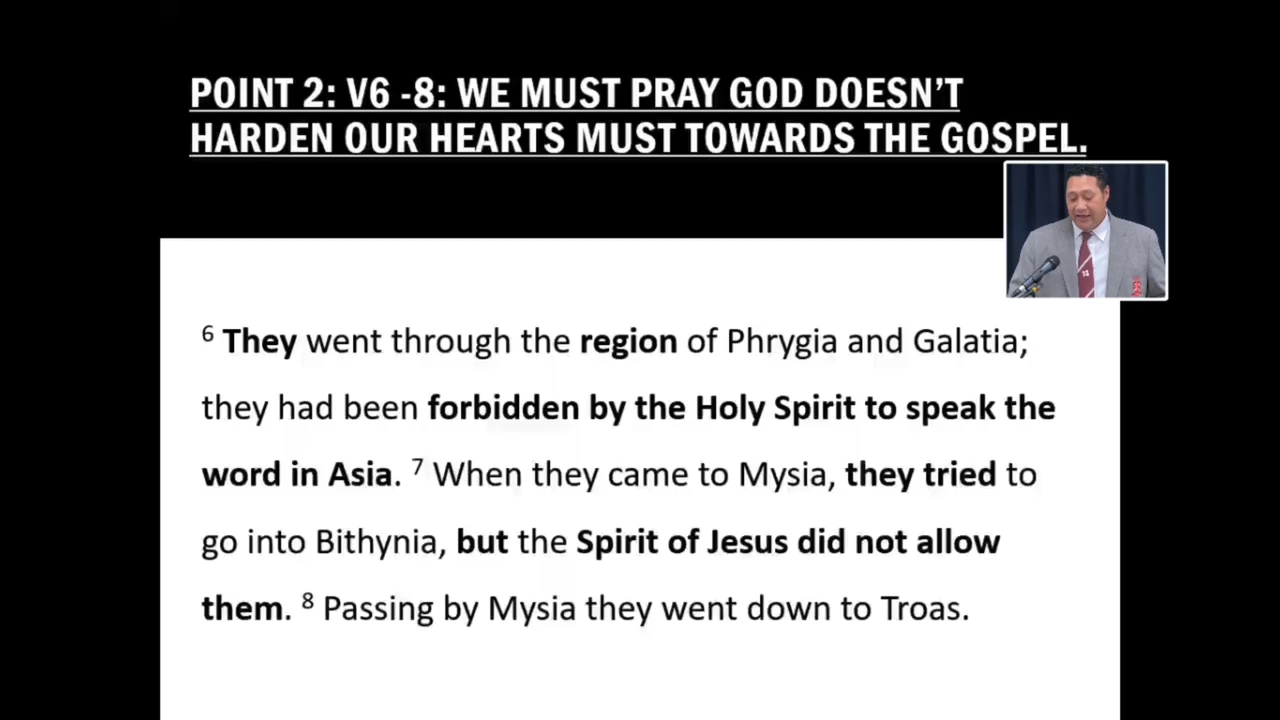 POINT 2: V6 -8: WE MUST PRAY GOD DOESN'T
HARDEN OUR HEARTS MUST TOWARDS THE GOSPEL.
6 They went through the region of Phrygia and Galatia;
they had been forbidden by the Holy Spirit to speak the
word in Asia. 7 When they came to Mysia, they tried to
go into Bithynia, but the Spirit of Jesus did not allow
them. 8 Passing by Mysia they went down to Troas.